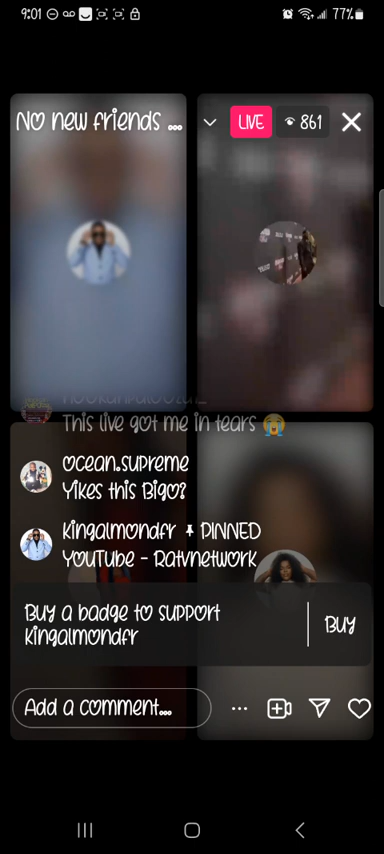 9:01
77%
No new friends ...
LIVE
861
This live got me in tears 😭
ocean.supreme
Yikes this Bigo?
Kingalmondfr 📌 PINNED
YouTube - Ratvnetwork
Buy a badge to support
kingalmondfr
Buy
Add a comment...